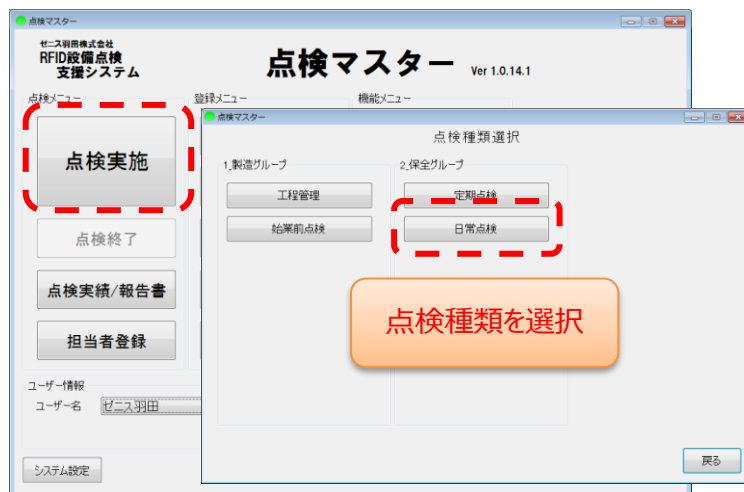 点検マスター
ゼニス羽田株式会社
RFID設備点検
支援システム
点検マスター Ver 1.0.14.1
点検メニュー
登録メニュー
機能メニュー
点検実施
点検終了
点検実績/報告書
担当者登録
ユーザー情報
ユーザー名 ゼニス羽田
システム設定
点検マスター
点検種類選択
1_製造グループ
2_保全グループ
工程管理
定期点検
始業前点検
日常点検
点検種類を選択
戻る